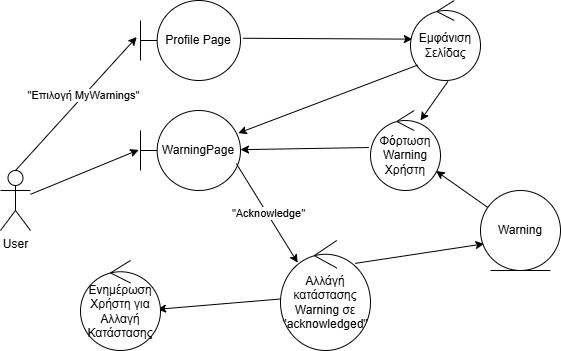 Profile Page
Εμφάνιση
Σελίδας
"Επιλογή MyWarnings"
WarningPage
Φόρτωση
Warning
Χρήστη
"Acknowledge"
User
Warning
Ενημέρωση
Χρήστη για
Αλλαγή
Κατάστασης
Αλλάγή
κατάστασης
Warning σε
"acknowledged"